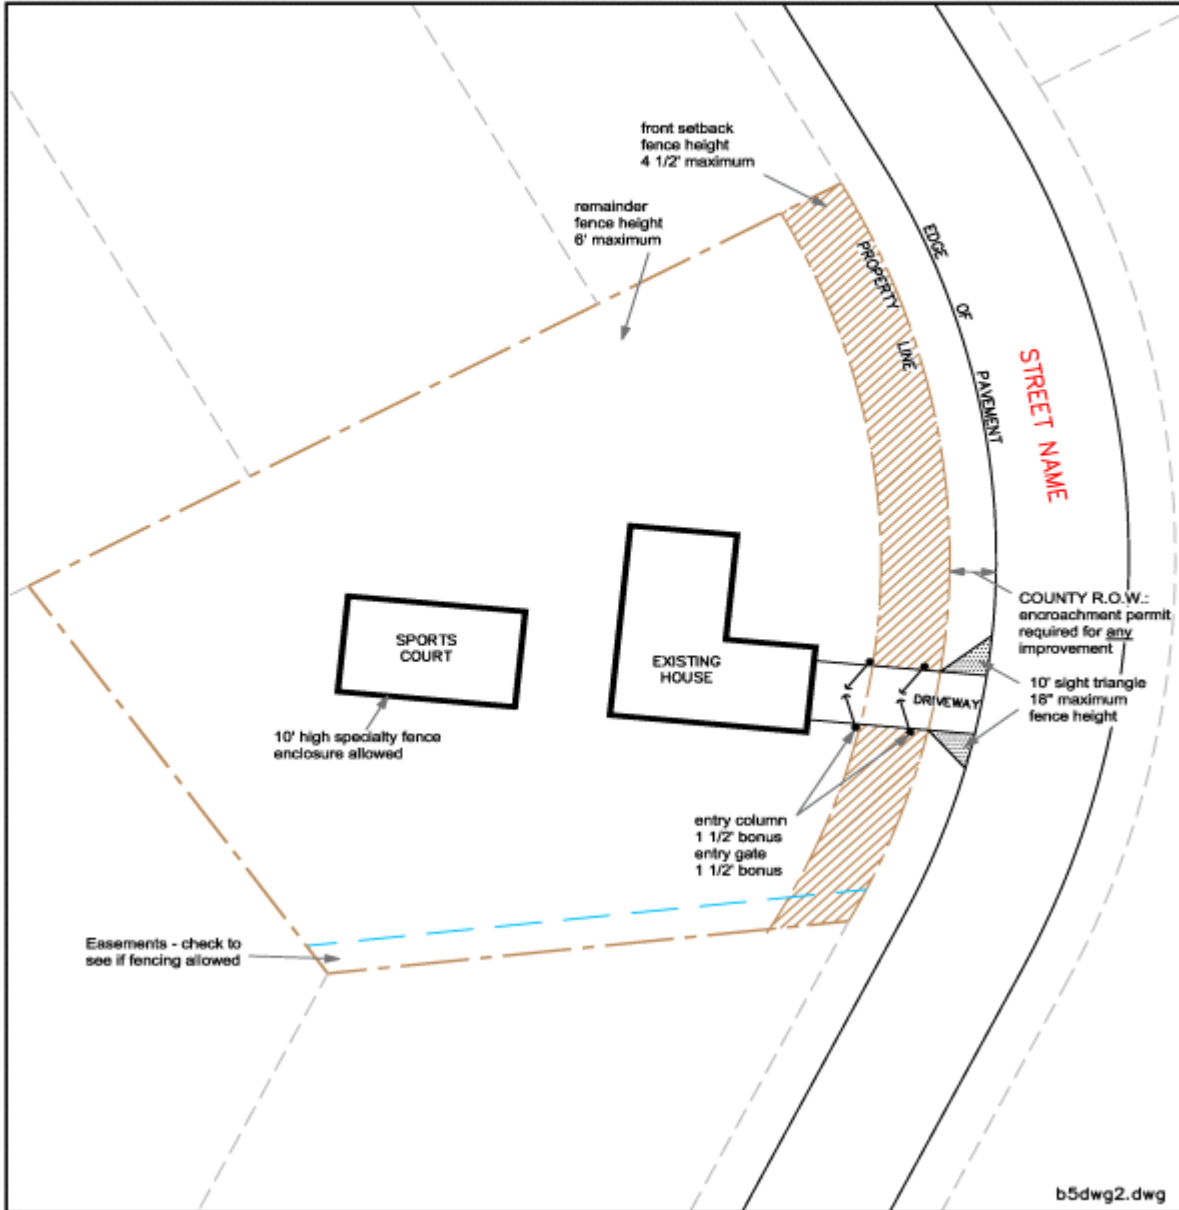 front setback
fence height
4 1/2' maximum
remainder
fence height
6' maximum
EDGE OF PAVEMENT
PROPERTY LINE
STREET NAME
COUNTY R.O.W.:
encroachment permit
required for any
improvement
SPORTS
COURT
EXISTING
HOUSE
DRIVEWAY
10' sight triangle
18" maximum
fence height
10' high specialty fence
enclosure allowed
entry column
1 1/2' bonus
entry gate
1 1/2' bonus
Easements - check to
see if fencing allowed
b5dwg2.dwg